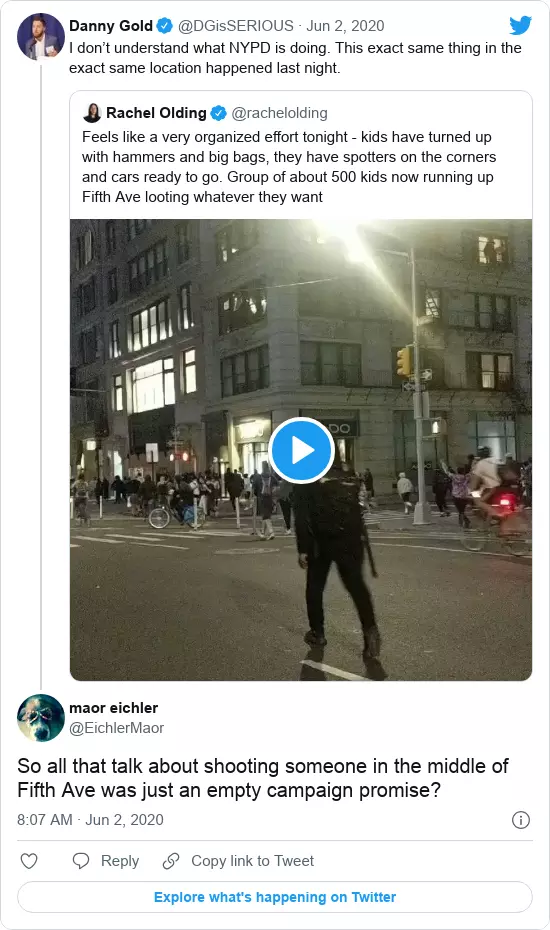 Danny Gold @DGisSERIOUS · Jun 2, 2020
I don’t understand what NYPD is doing. This exact same thing in the
exact same location happened last night.
Rachel Olding @rachelolding
Feels like a very organized effort tonight - kids have turned up
with hammers and big bags, they have spotters on the corners
and cars ready to go. Group of about 500 kids now running up
Fifth Ave looting whatever they want
DO
maor eichler
@EichlerMaor
So all that talk about shooting someone in the middle of
Fifth Ave was just an empty campaign promise?
8:07 AM · Jun 2, 2020
Reply Copy link to Tweet
Explore what's happening on Twitter